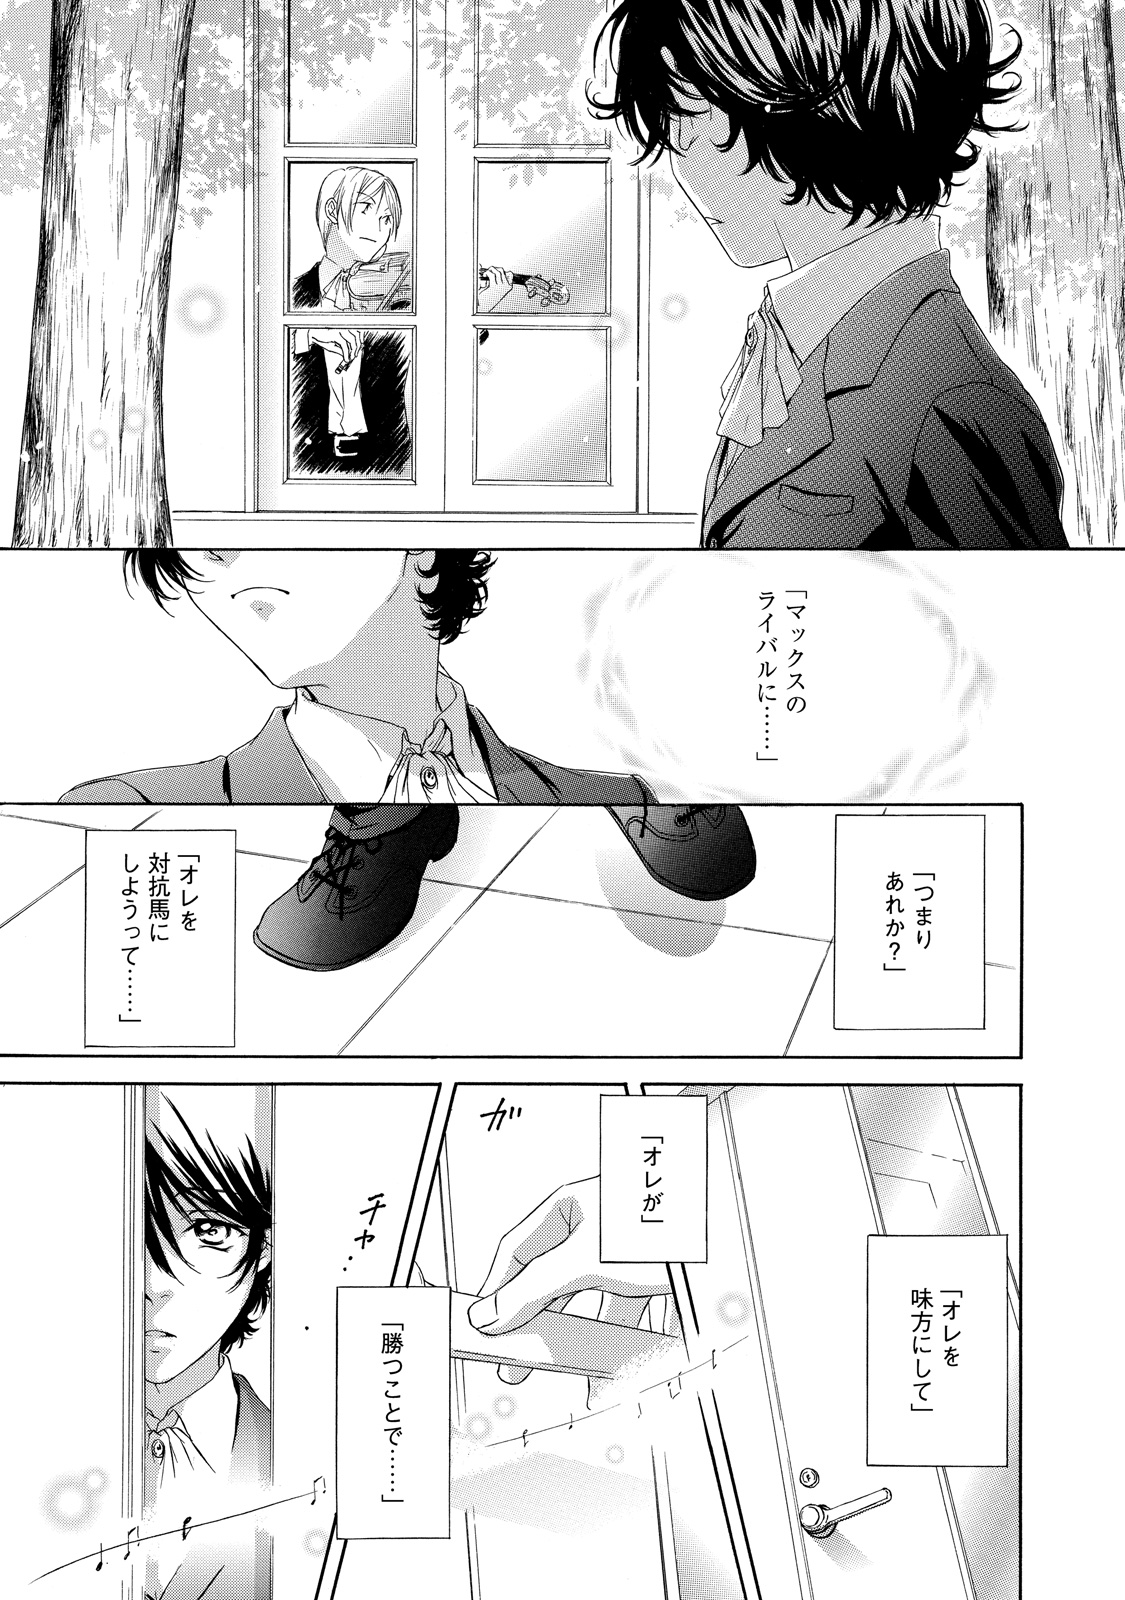 「マックスの
ライバルに……」
「つまり
あれか？」
「オレを
対抗馬に
しようって……」
「オレを
味方にして」
「オレが」
ガ
チャ…
「勝つことで……」